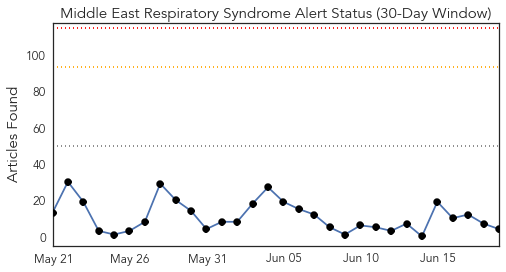 Middle East Respiratory Syndrome Alert Status (30-Day Window)
Articles Found
100
80
60
40
20
0
May 21 May 26 May 31 Jun 05 Jun 10 Jun 15